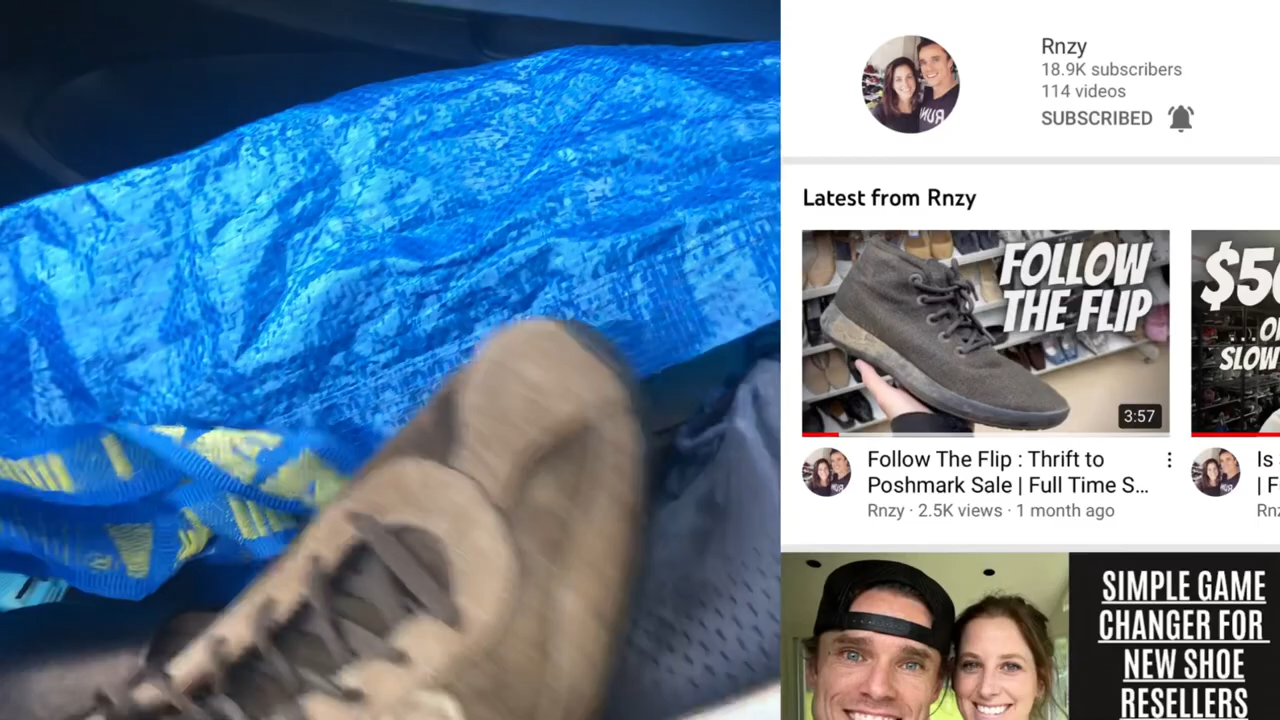 Rnzy
18.9K subscribers
114 videos
SUBSCRIBED
Latest from Rnzy
FOLLOW
THE FLIP
3:57
Follow The Flip : Thrift to
Poshmark Sale | Full Time S...
Rnzy · 2.5K views · 1 month ago
SLOW
Is
SIMPLE GAME
CHANGER FOR
NEW SHOE
RESELLERS